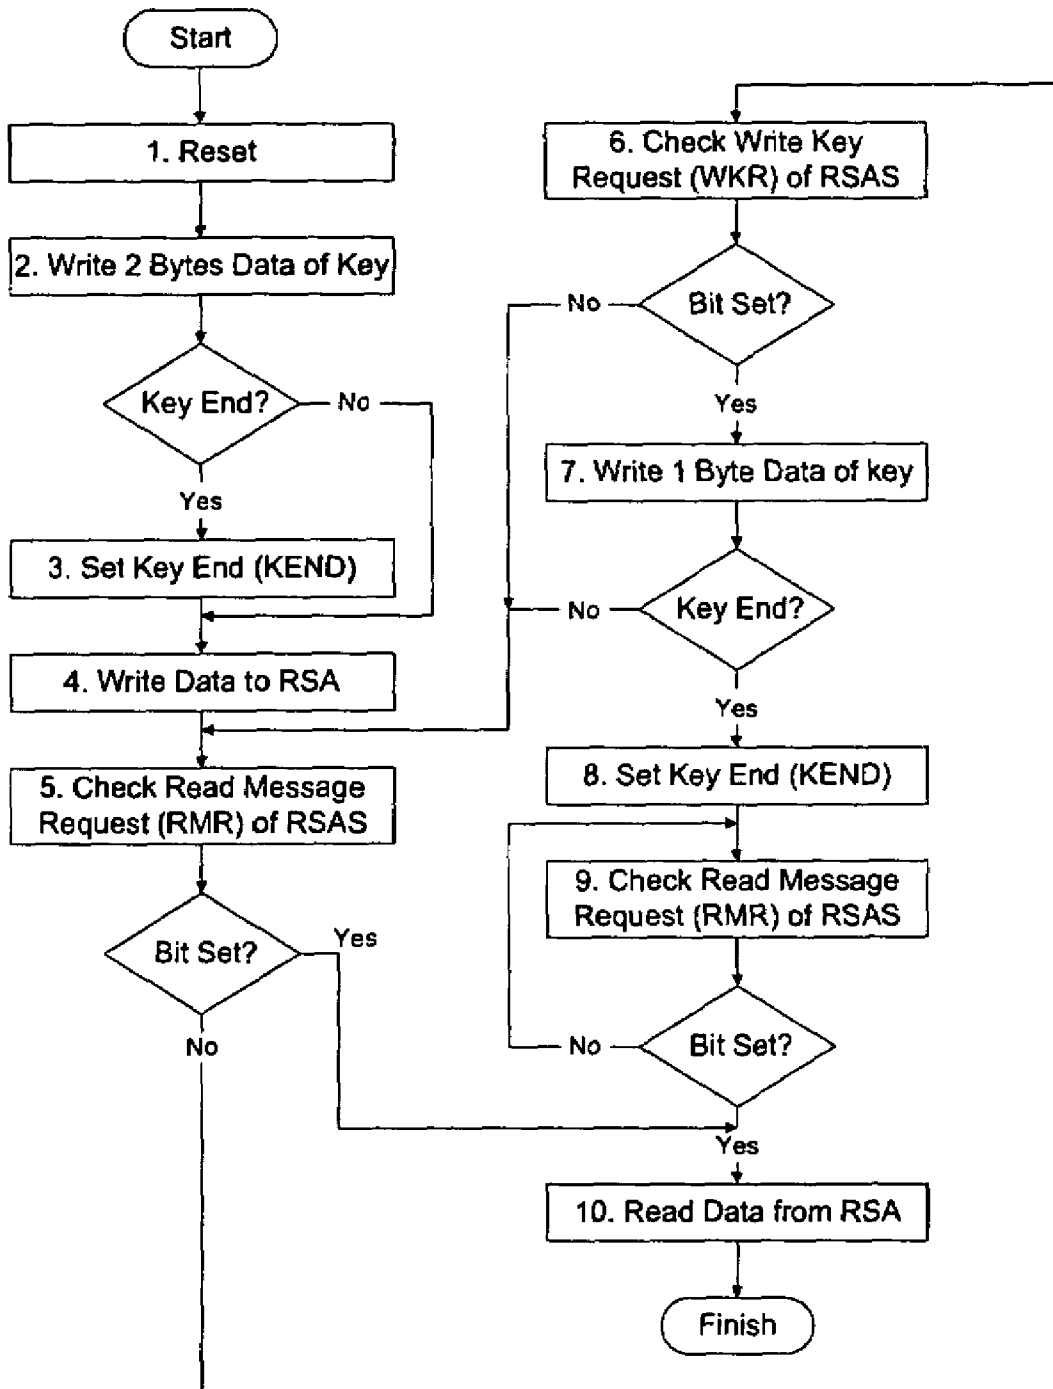 Start
1. Reset
2. Write 2 Bytes Data of Key
Key End?
No
Yes
3. Set Key End (KEND)
4. Write Data to RSA
5. Check Read Message
Request (RMR) of RSAS
Bit Set?
Yes
No
6. Check Write Key
Request (WKR) of RSAS
No
Bit Set?
Yes
7. Write 1 Byte Data of key
No
Key End?
Yes
8. Set Key End (KEND)
9. Check Read Message
Request (RMR) of RSAS
No
Bit Set?
Yes
10. Read Data from RSA
Finish